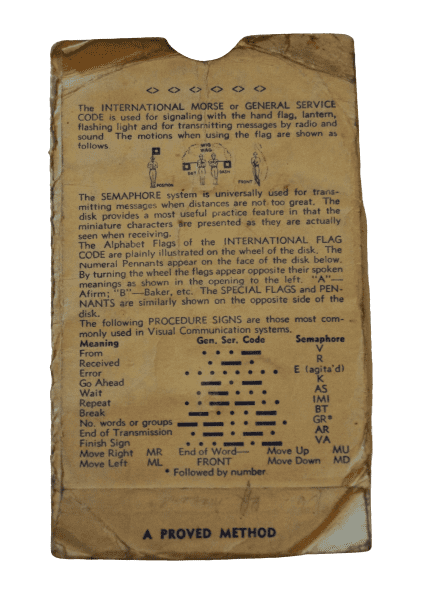 The INTERNATIONAL MORSE or GENERAL SERVICE
CODE is used for signaling with the hand flag, lantern,
flashing light and for transmitting messages by radio and
sound The motions when using the flag are shown as
follows
WIG
WAG
POSITION
DOT
DASH
FRONT
The SEMAPHORE system is universally used for trans-
mitting messages when distances are not too great. The
disk provides a most useful practice feature in that the
miniature characters are presented as they are actually
seen when receiving.
The Alphabet Flags of the INTERNATIONAL FLAG
CODE are plainly illustrated on the wheel of the disk. The
Numeral Pennants appear on the face of the disk below.
By turning the wheel the flags appear opposite their spoken
meanings as shown in the opening to the left. "A"—
Afirm; "B"—Baker, etc. The SPECIAL FLAGS and PEN-
NANTS are similarly shown on the opposite side of the
disk.
The following PROCEDURE SIGNS are those most com-
monly used in Visual Communication systems.
Meaning Gen. Ser. Code Semaphore
From V
Received R
Error E (agita'd)
Go Ahead K
Wait AS
Repeat IMI
Break BT
No. words or groups GR*
End of Transmission AR
Finish Sign VA
Move Right MR End of Word— Move Up MU
Move Left ML FRONT Move Down MD
* Followed by number
A PROVED METHOD